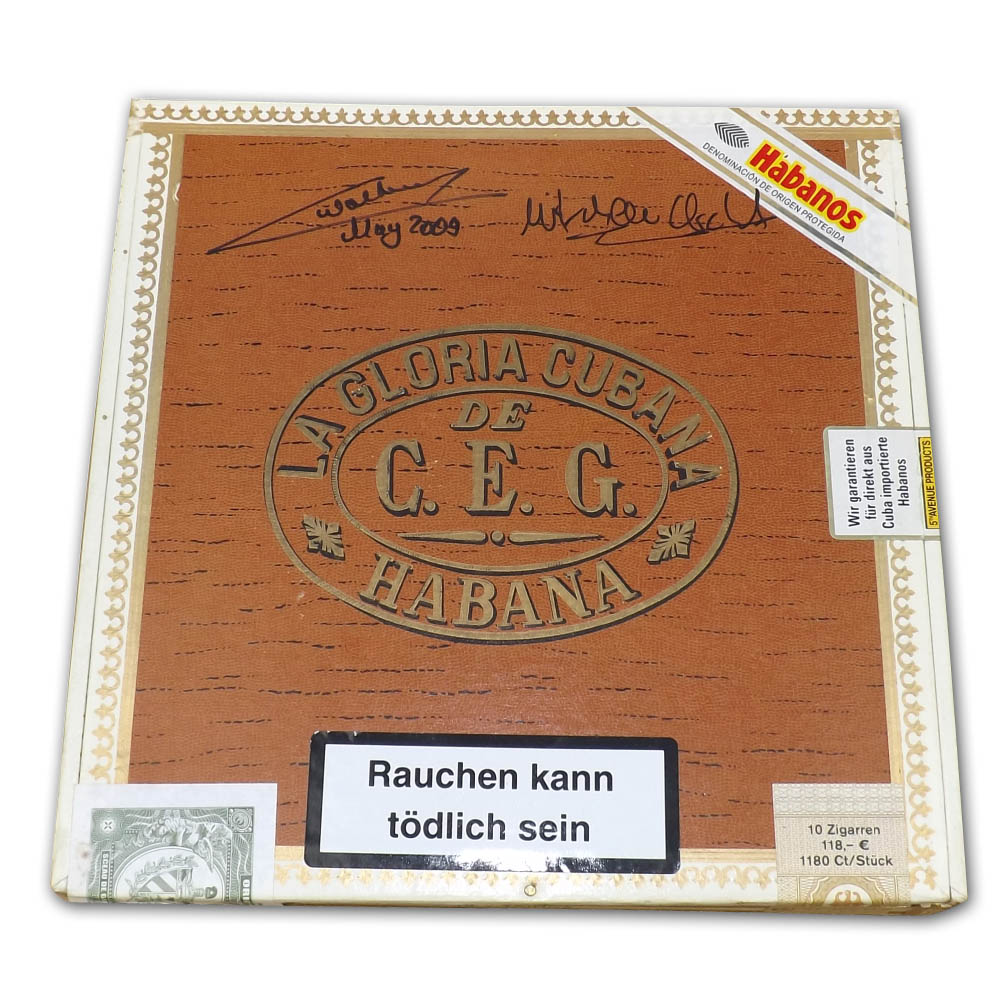 Habanos
DENOMINACIÓN DE ORIGEN PROTEGIDA
May 2009
LA GLORIA CUBANA
DE
C. E. G.
HABANA
Wir garantieren
für direkt aus
Cuba importierte
Habanos
5TH AVENUE PRODUCTS
Rauchen kann
tödlich sein
10 Zigarren
118,– €
1180 Ct/Stück